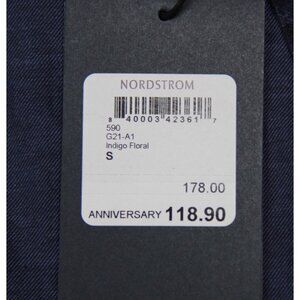 NORDSTROM
8 40003 42361 7
590
G21-A1
Indigo Floral
S
178.00
ANNIVERSARY 118.90